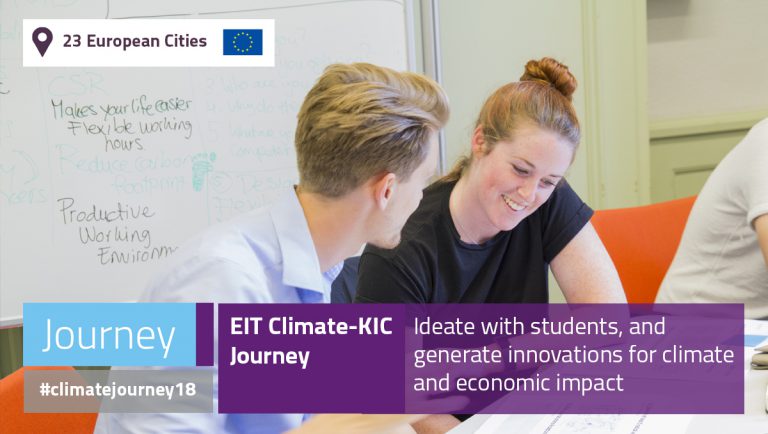 23 European Cities
CSR
Makes your life easier
Flexible working
hours.
Reduce carbon
footprint
Productive
Working
Environm
Journey
#climatejourney18
EIT Climate-KIC
Journey
Ideate with students, and
generate innovations for climate
and economic impact